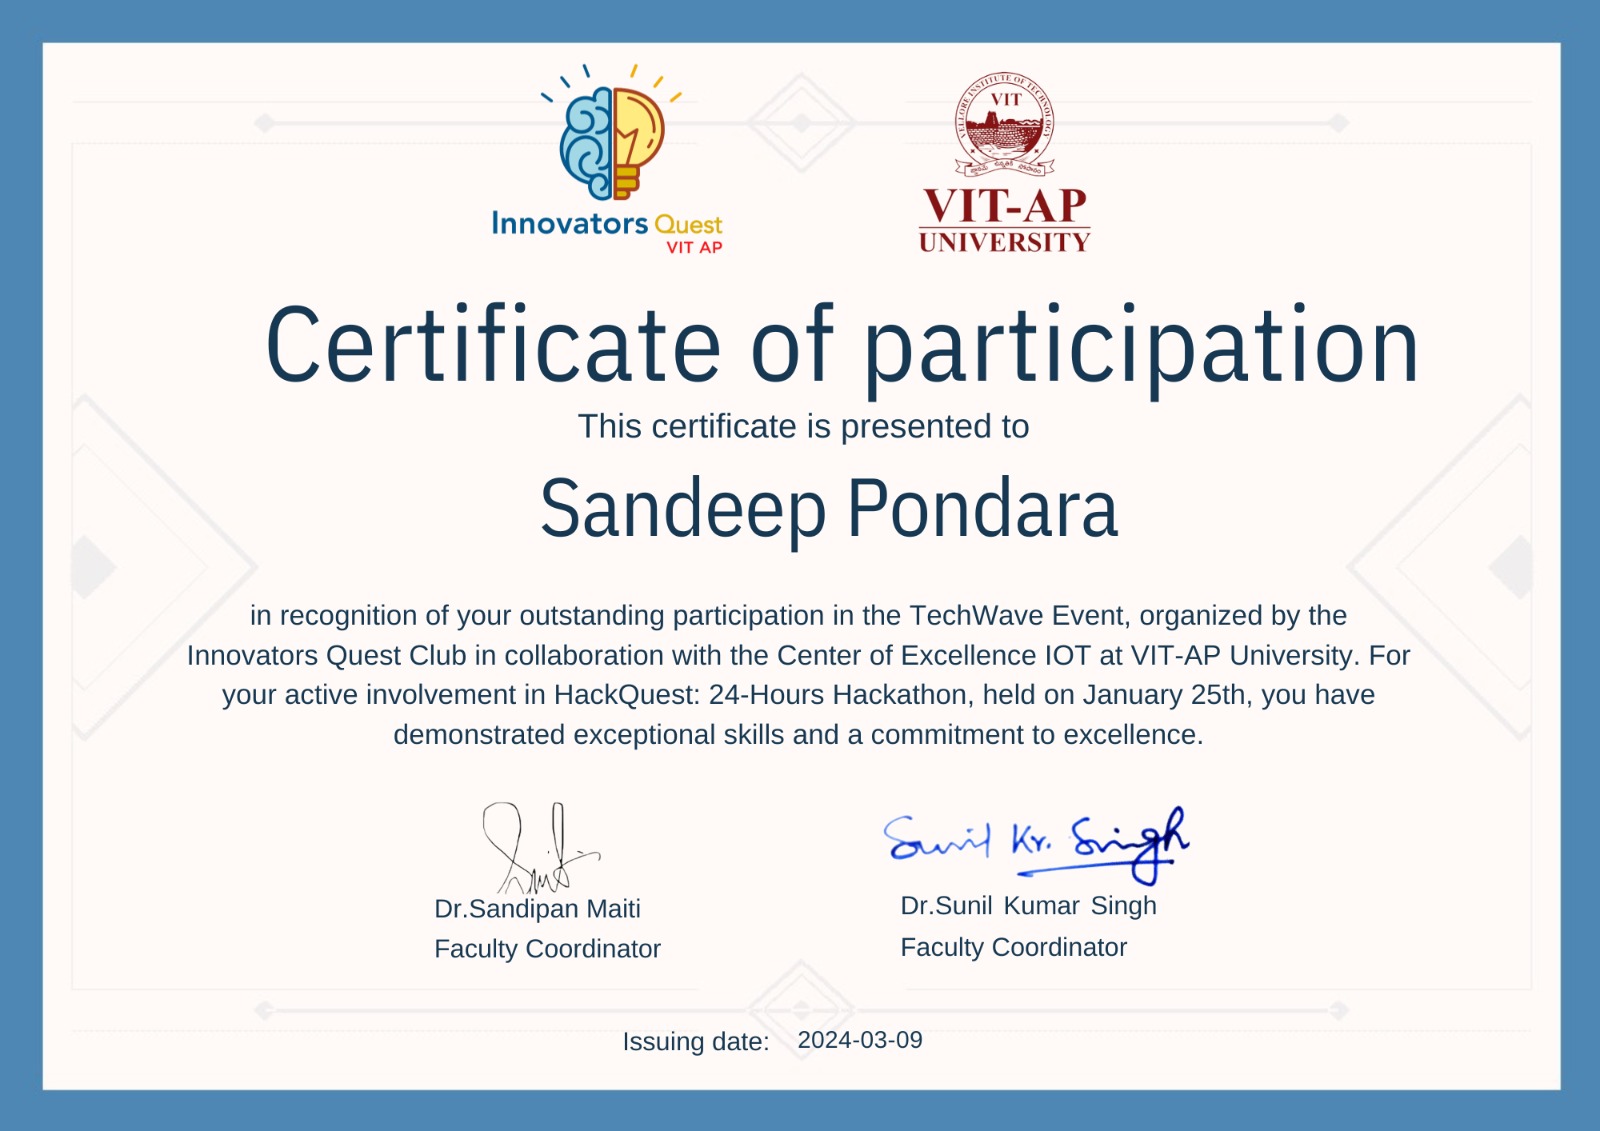 Innovators Quest
VIT AP
VELLORE INSTITUTE OF TECHNOLOGY
VIT
VIT-AP
UNIVERSITY
Certificate of participation
This certificate is presented to
Sandeep Pondara
in recognition of your outstanding participation in the TechWave Event, organized by the
Innovators Quest Club in collaboration with the Center of Excellence IOT at VIT-AP University. For
your active involvement in HackQuest: 24-Hours Hackathon, held on January 25th, you have
demonstrated exceptional skills and a commitment to excellence.
Sunil Kr. Singh
Dr.Sandipan Maiti
Faculty Coordinator
Dr.Sunil Kumar Singh
Faculty Coordinator
Issuing date: 2024-03-09